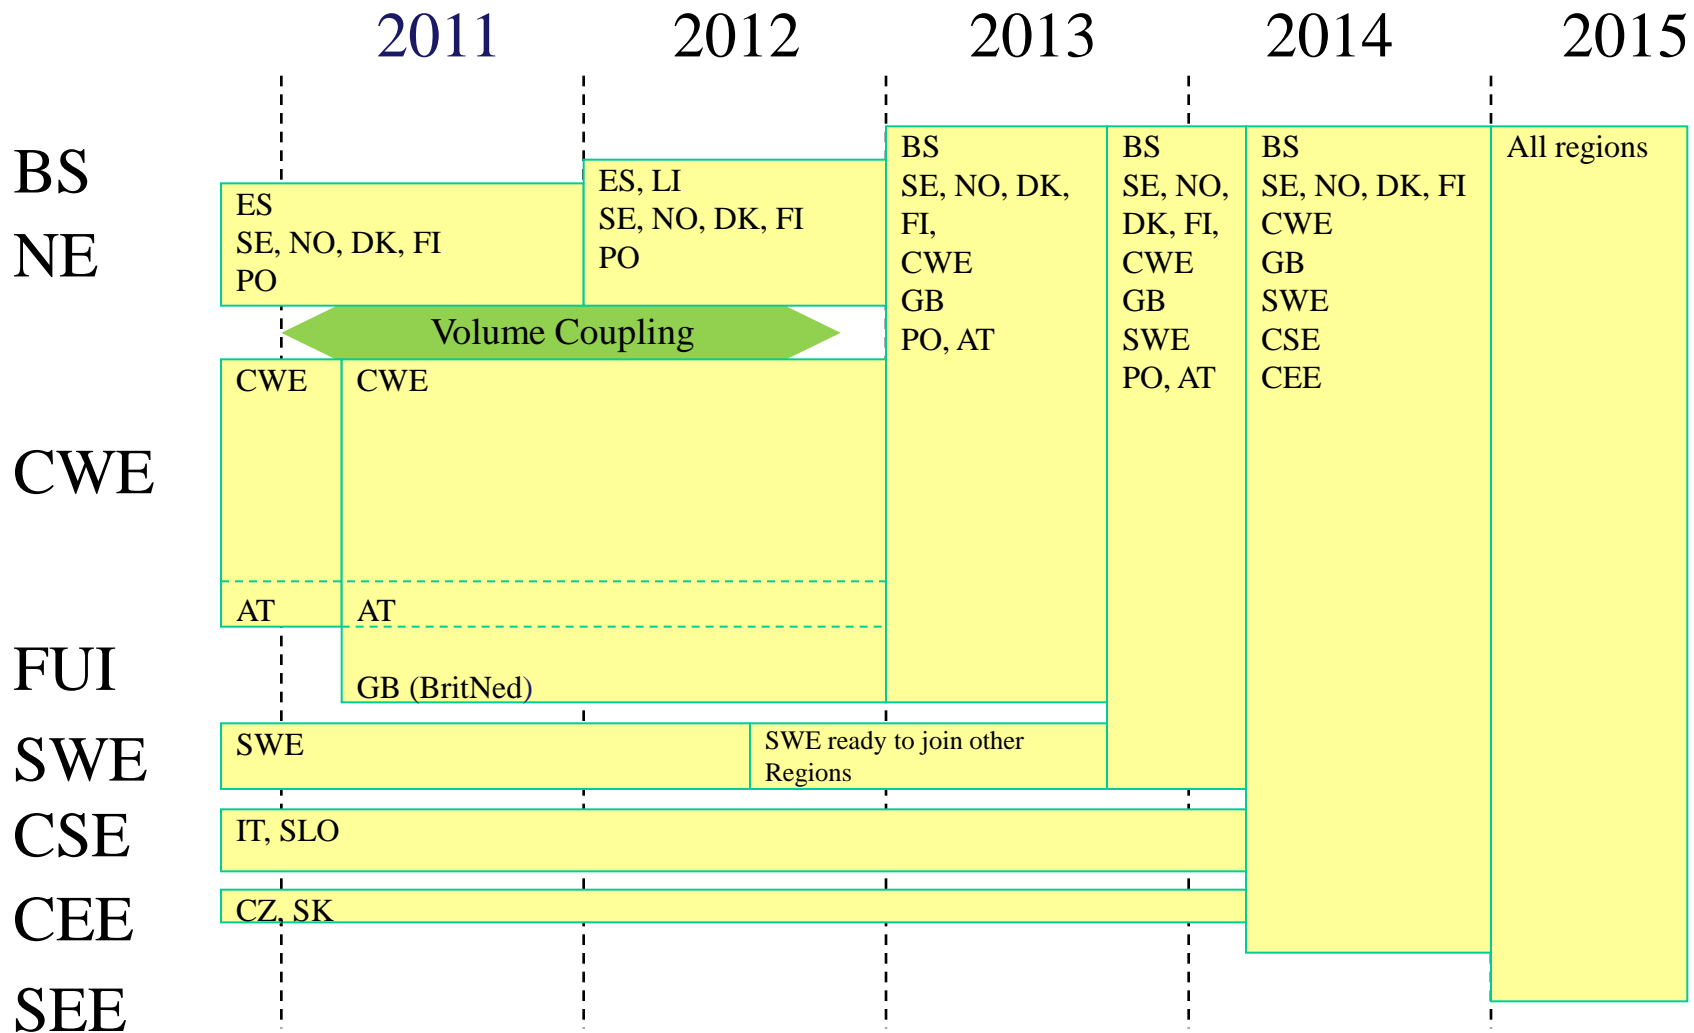 2011 2012 2013 2014 2015
BS
NE
CWE
FUI
SWE
CSE
CEE
SEE
ES
SE, NO, DK, FI
PO
ES, LI
SE, NO, DK, FI
PO
Volume Coupling
CWE
AT
CWE
AT
GB (BritNed)
BS
SE, NO, DK,
FI,
CWE
GB
PO, AT
BS
SE, NO,
DK, FI,
CWE
GB
SWE
PO, AT
BS
SE, NO, DK, FI
CWE
GB
SWE
CSE
CEE
All regions
SWE
SWE ready to join other
Regions
IT, SLO
CZ, SK